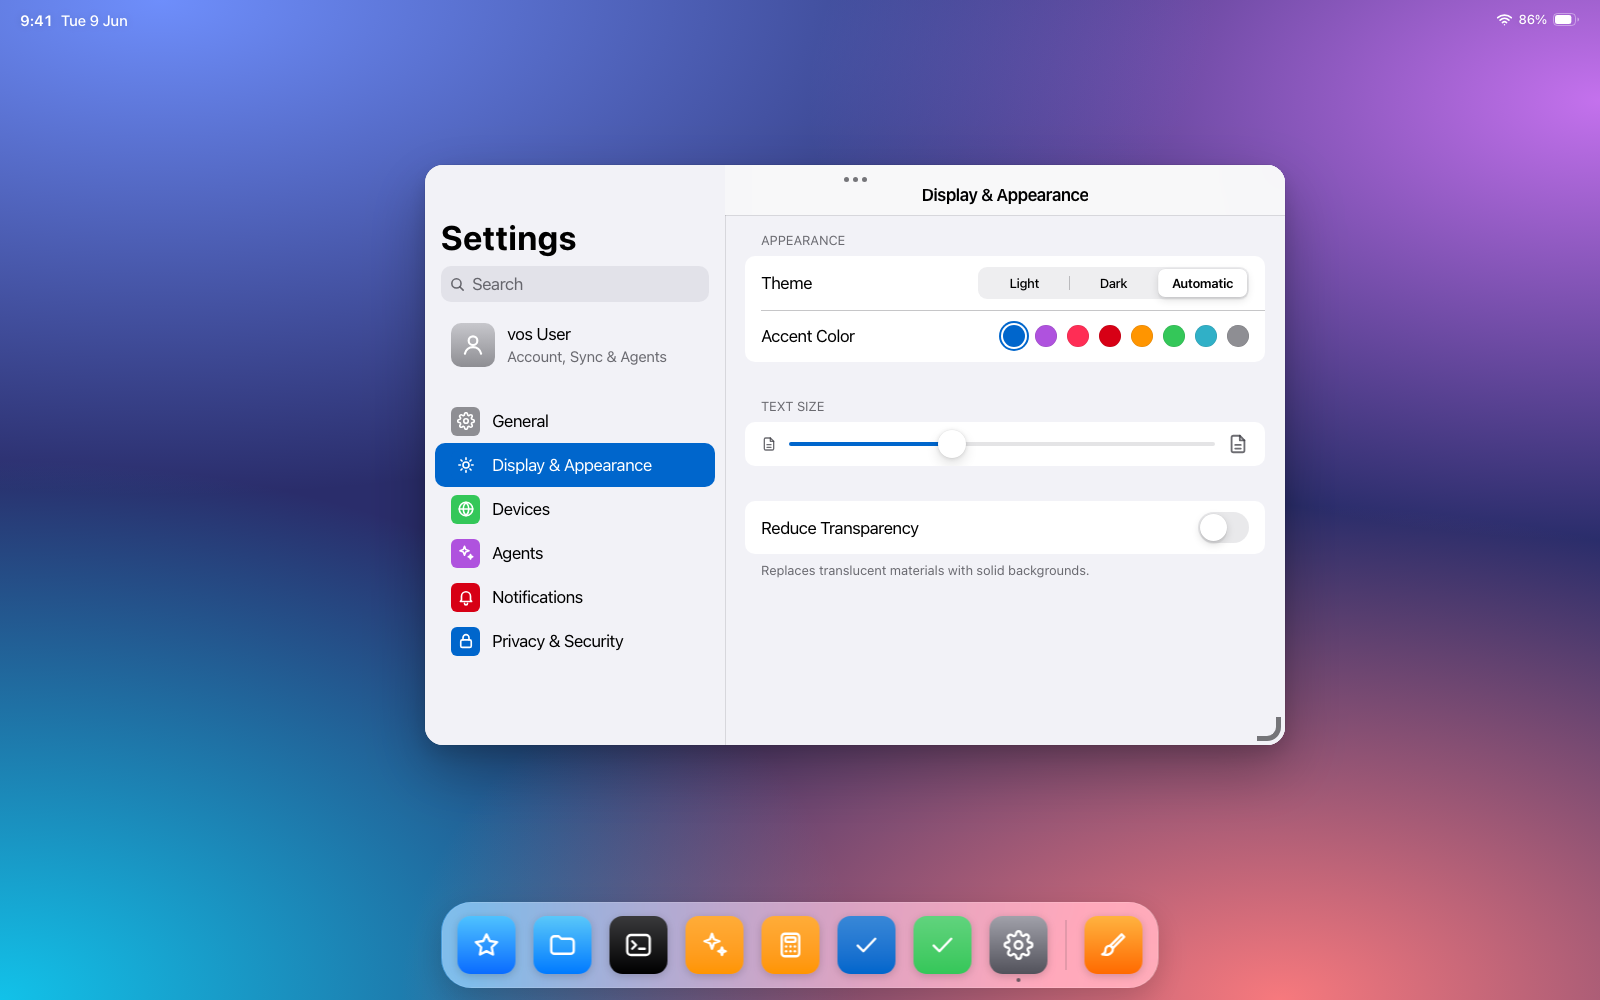 9:41 Tue 9 Jun
86%
Settings
Search
vos User
Account, Sync & Agents
General
Display & Appearance
Devices
Agents
Notifications
Privacy & Security
Display & Appearance
APPEARANCE
Theme Light Dark Automatic
Accent Color
TEXT SIZE
Reduce Transparency
Replaces translucent materials with solid backgrounds.